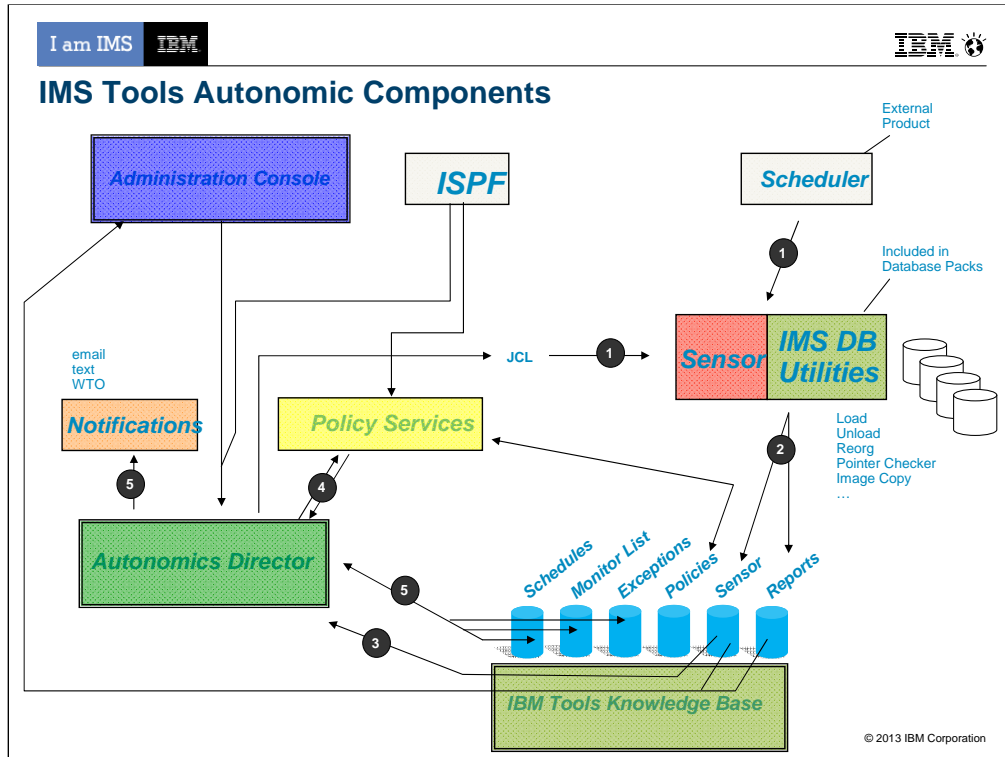 I am IMS
IBM
IBM
IMS Tools Autonomic Components
External
Product
Administration Console
ISPF
Scheduler
1
Included in
Database Packs
email
text
WTO
JCL
1
Sensor
IMS DB
Utilities
Notifications
Policy Services
Load
Unload
Reorg
Pointer Checker
Image Copy
…
2
5
4
Autonomics Director
Schedules
Monitor List
Exceptions
Policies
Sensor
Reports
5
3
IBM Tools Knowledge Base
© 2013 IBM Corporation